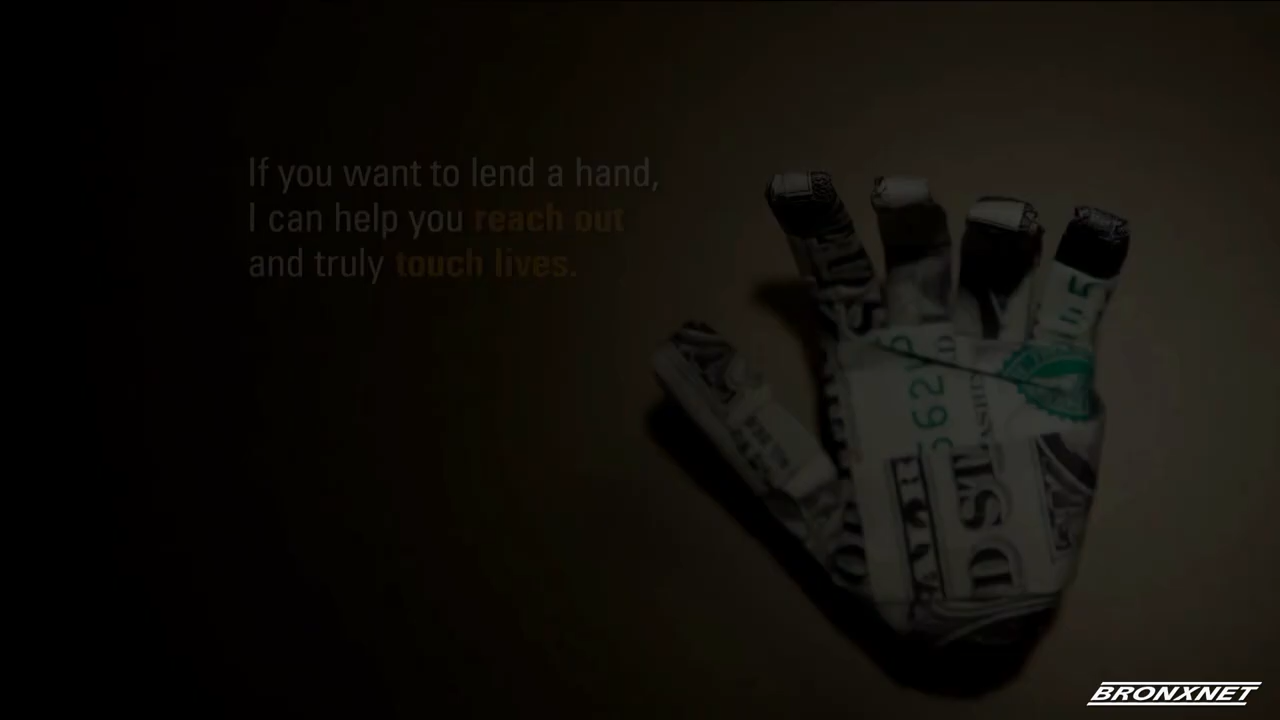 If you want to lend a hand,
I can help you reach out
and truly touch lives.
BRONXNET